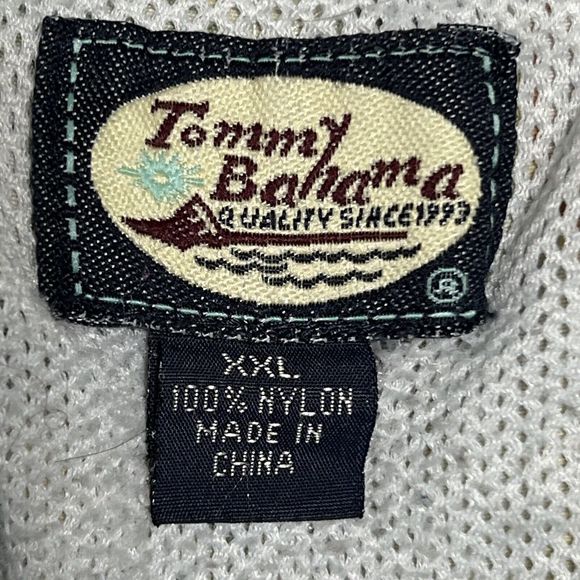 Tommy
Bahama
QUALITY SINCE 1993
®
XXL
100% NYLON
MADE IN
CHINA